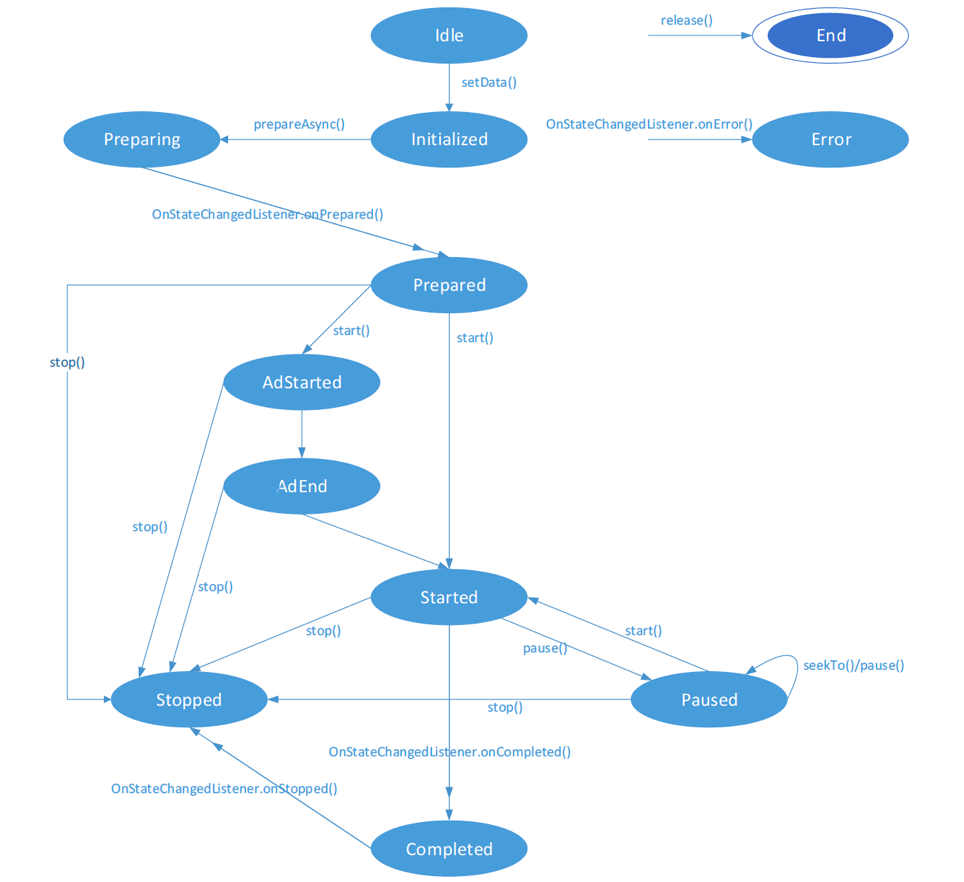 Idle
release()
End
setData()
Preparing
prepareAsync()
Initialized
OnStateChangedListener.onError()
Error
OnStateChangedListener.onPrepared()
Prepared
start()
start()
stop()
AdStarted
AdEnd
stop()
stop()
Started
stop()
pause()
start()
seekTo()/pause()
Stopped
stop()
Paused
OnStateChangedListener.onCompleted()
OnStateChangedListener.onStopped()
Completed